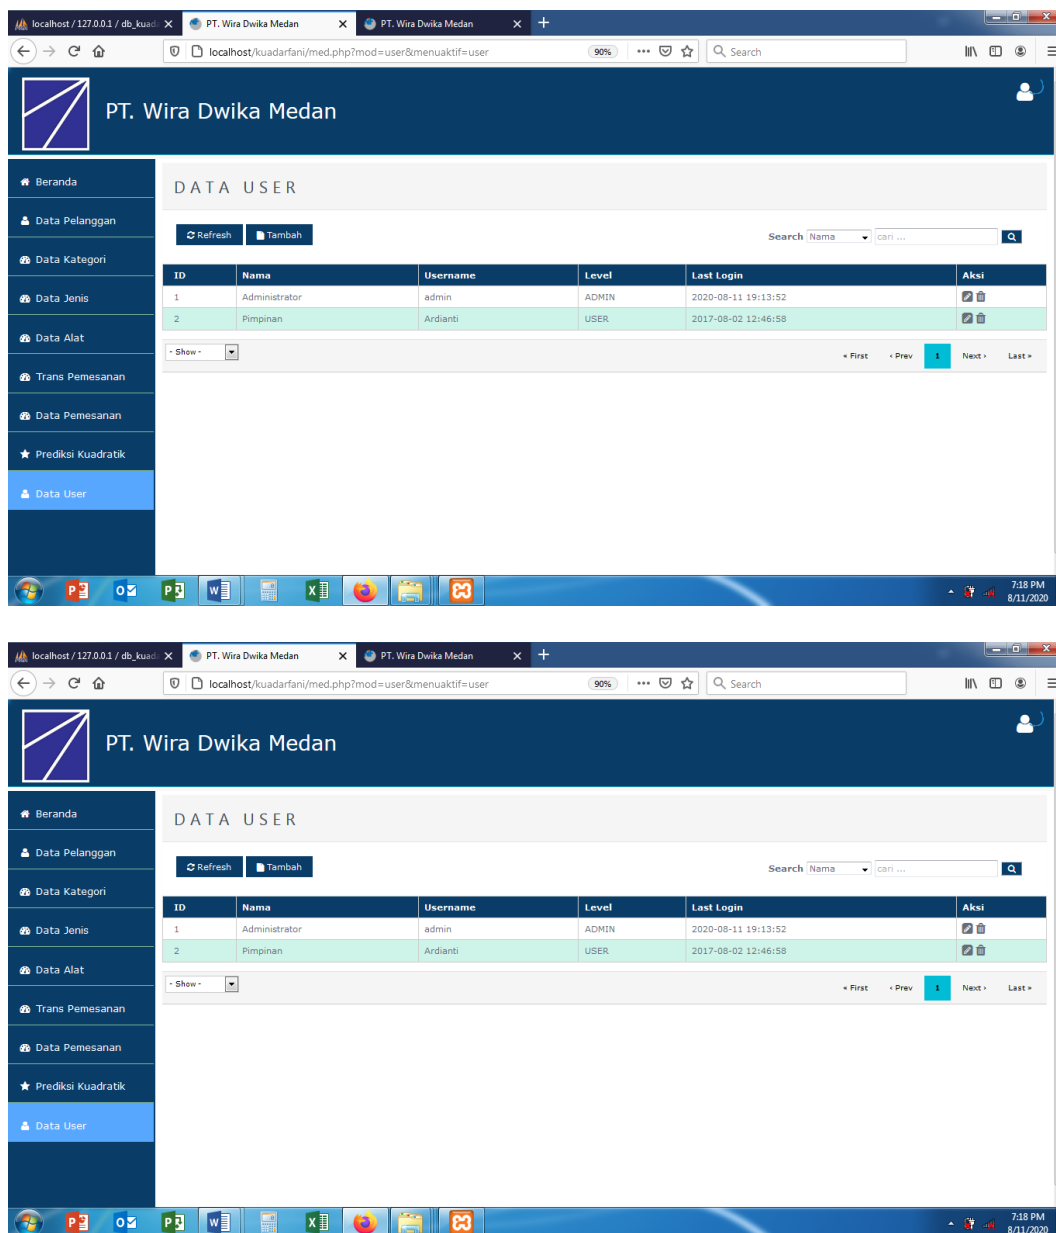 localhost / 127.0.0.1 / db_kuad
PT. Wira Dwika Medan
PT. Wira Dwika Medan
localhost/kuadarfani/med.php?mod=user&menuaktif=user
90%
Search
PT. Wira Dwika Medan
Beranda
Data Pelanggan
Data Kategori
Data Jenis
Data Alat
Trans Pemesanan
Data Pemesanan
Prediksi Kuadratik
Data User
DATA USER
Refresh Tambah Search Nama cari ...
ID Nama Username Level Last Login Aksi
1 Administrator admin ADMIN 2020-08-11 19:13:52
2 Pimpinan Ardianti USER 2017-08-02 12:46:58
- Show - « First ‹ Prev 1 Next › Last »
7:18 PM
8/11/2020
localhost / 127.0.0.1 / db_kuad
PT. Wira Dwika Medan
PT. Wira Dwika Medan
localhost/kuadarfani/med.php?mod=user&menuaktif=user
90%
Search
PT. Wira Dwika Medan
Beranda
Data Pelanggan
Data Kategori
Data Jenis
Data Alat
Trans Pemesanan
Data Pemesanan
Prediksi Kuadratik
Data User
DATA USER
Refresh Tambah Search Nama cari ...
ID Nama Username Level Last Login Aksi
1 Administrator admin ADMIN 2020-08-11 19:13:52
2 Pimpinan Ardianti USER 2017-08-02 12:46:58
- Show - « First ‹ Prev 1 Next › Last »
7:18 PM
8/11/2020